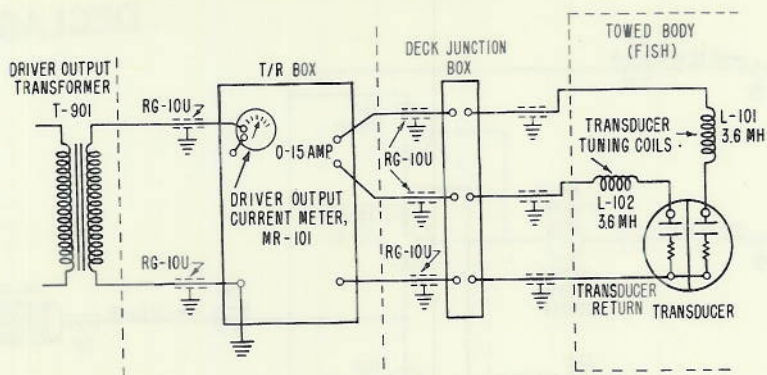 DRIVER OUTPUT
TRANSFORMER
T-901
RG-10U
T/R BOX
0-15 AMP
DRIVER OUTPUT
CURRENT METER,
MR-101
RG-10U
DECK JUNCTION
BOX
RG-10U
RG-10U
TOWED BODY
(FISH)
L-101
3.6 MH
TRANSDUCER
TUNING COILS
L-102
3.6 MH
TRANSDUCER
RETURN
TRANSDUCER